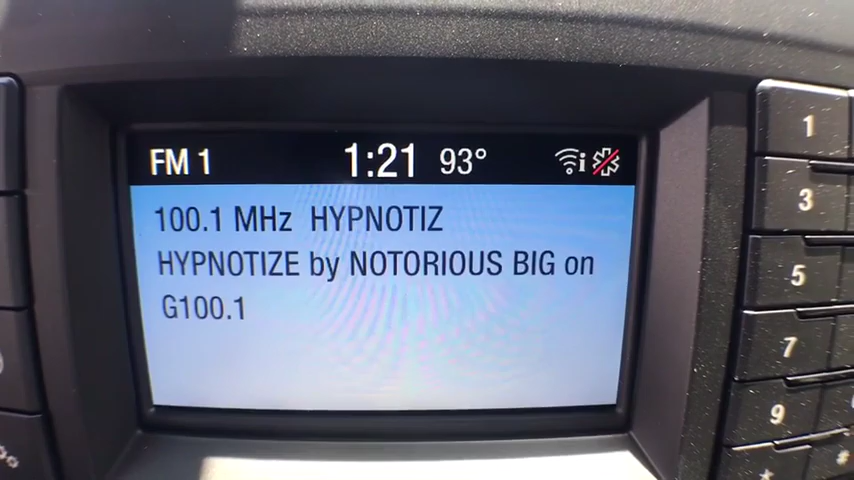 FM 1 1:21 93° i
100.1 MHz HYPNOTIZ
HYPNOTIZE by NOTORIOUS BIG on
G100.1
1
3
5
7
9
*
#